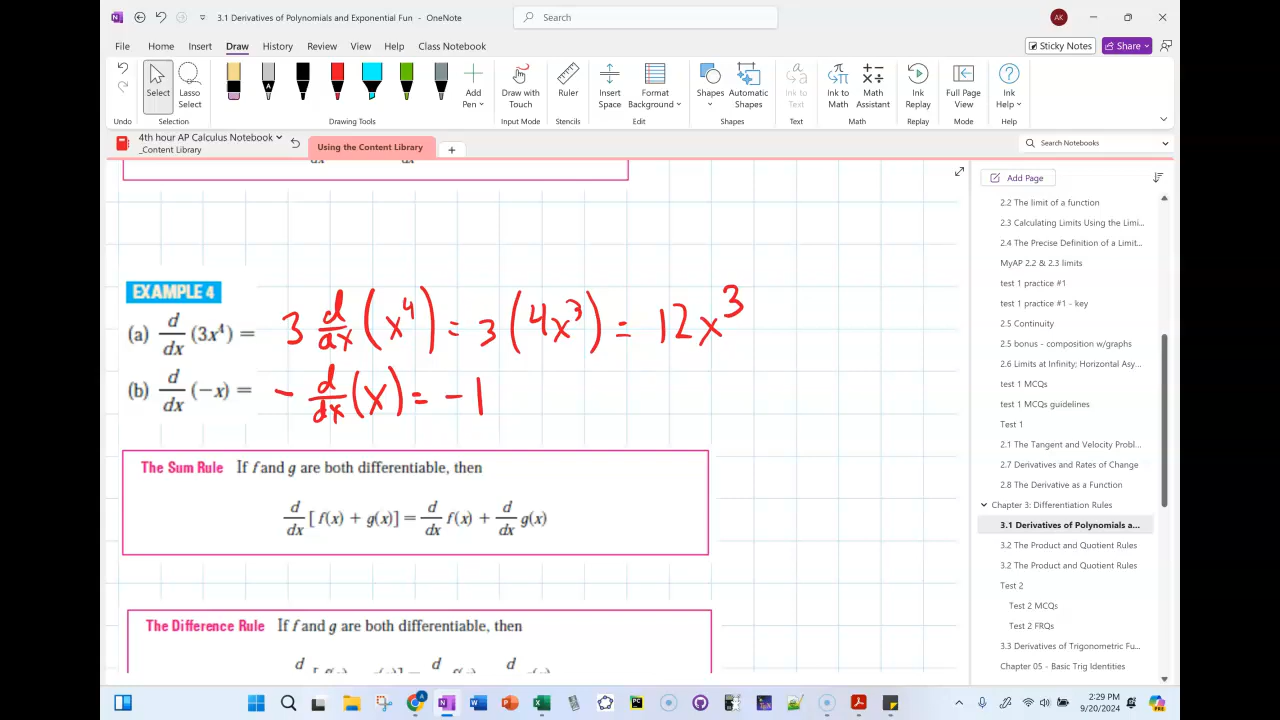 3.1 Derivatives of Polynomials and Exponential Fun - OneNote
Search
AK
File Home Insert Draw History Review View Help Class Notebook
Sticky Notes
Share
Undo
Select
Lasso Select
Add Pen
Draw with Touch
Ruler
Insert Space
Format Background
Shapes
Automatic Shapes
Ink to Text
Ink to Math
Math Assistant
Ink Replay
Full Page View
Ink Help
Selection
Drawing Tools
Input Mode
Stencils
Edit
Shapes
Text
Math
Replay
Mode
Help
4th hour AP Calculus Notebook
_Content Library
Using the Content Library
+
Search Notebooks
Add Page
EXAMPLE 4
(a) d/dx (3x⁴) = 3 d/dx (x⁴) = 3 (4x³) = 12x³
(b) d/dx (−x) = − d/dx (x) = −1
The Sum Rule If f and g are both differentiable, then
d/dx [ f(x) + g(x)] = d/dx f(x) + d/dx g(x)
The Difference Rule If f and g are both differentiable, then
2.2 The limit of a function
2.3 Calculating Limits Using the Limi...
2.4 The Precise Definition of a Limit...
MyAP 2.2 & 2.3 limits
test 1 practice #1
test 1 practice #1 - key
2.5 Continuity
2.5 bonus - composition w/graphs
2.6 Limits at Infinity: Horizontal Asy...
test 1 MCQs
test 1 MCQs guidelines
Test 1
2.1 The Tangent and Velocity Probl...
2.7 Derivatives and Rates of Change
2.8 The Derivative as a Function
Chapter 3: Differentiation Rules
3.1 Derivatives of Polynomials a...
3.2 The Product and Quotient Rules
3.2 The Product and Quotient Rules
Test 2
Test 2 MCQs
Test 2 FRQs
3.3 Derivatives of Trigonometric Fu...
Chapter 05 - Basic Trig Identities
2:29 PM
9/20/2024